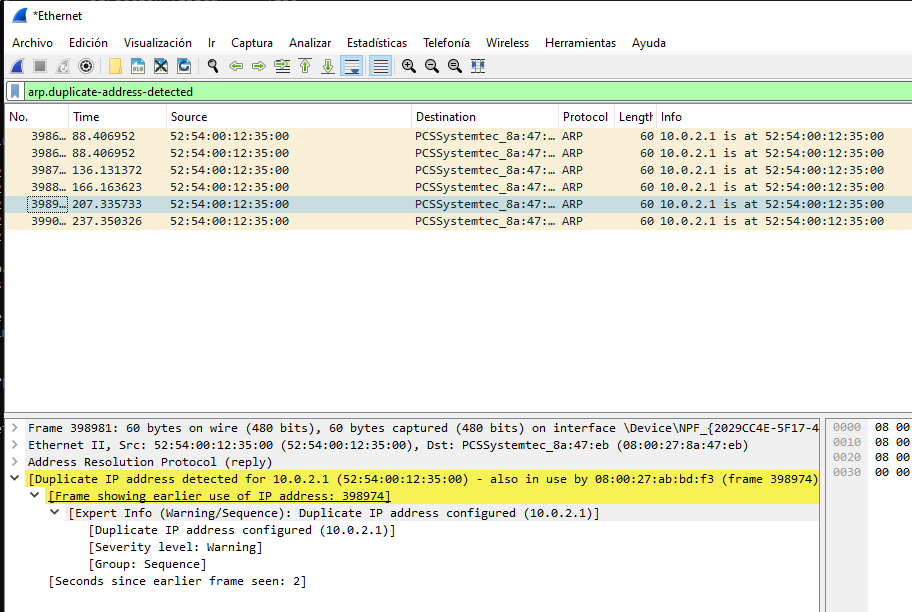 *Ethernet
Archivo Edición Visualización Ir Captura Analizar Estadísticas Telefonía Wireless Herramientas Ayuda
arp.duplicate-address-detected
No. Time Source Destination Protocol Length Info
3986… 88.406952 52:54:00:12:35:00 PCSSystemtec_8a:47:… ARP 60 10.0.2.1 is at 52:54:00:12:35:00
3986… 88.406952 52:54:00:12:35:00 PCSSystemtec_8a:47:… ARP 60 10.0.2.1 is at 52:54:00:12:35:00
3987… 136.131372 52:54:00:12:35:00 PCSSystemtec_8a:47:… ARP 60 10.0.2.1 is at 52:54:00:12:35:00
3988… 166.163623 52:54:00:12:35:00 PCSSystemtec_8a:47:… ARP 60 10.0.2.1 is at 52:54:00:12:35:00
3989… 207.335733 52:54:00:12:35:00 PCSSystemtec_8a:47:… ARP 60 10.0.2.1 is at 52:54:00:12:35:00
3990… 237.350326 52:54:00:12:35:00 PCSSystemtec_8a:47:… ARP 60 10.0.2.1 is at 52:54:00:12:35:00
Frame 398981: 60 bytes on wire (480 bits), 60 bytes captured (480 bits) on interface \Device\NPF_{2029CC4E-5F17-4
Ethernet II, Src: 52:54:00:12:35:00 (52:54:00:12:35:00), Dst: PCSSystemtec_8a:47:eb (08:00:27:8a:47:eb)
Address Resolution Protocol (reply)
[Duplicate IP address detected for 10.0.2.1 (52:54:00:12:35:00) - also in use by 08:00:27:ab:bd:f3 (frame 398974)
[Frame showing earlier use of IP address: 398974]
[Expert Info (Warning/Sequence): Duplicate IP address configured (10.0.2.1)]
[Duplicate IP address configured (10.0.2.1)]
[Severity level: Warning]
[Group: Sequence]
[Seconds since earlier frame seen: 2]
0000 08 00
0010 08 00
0020 08 00
0030 00 00